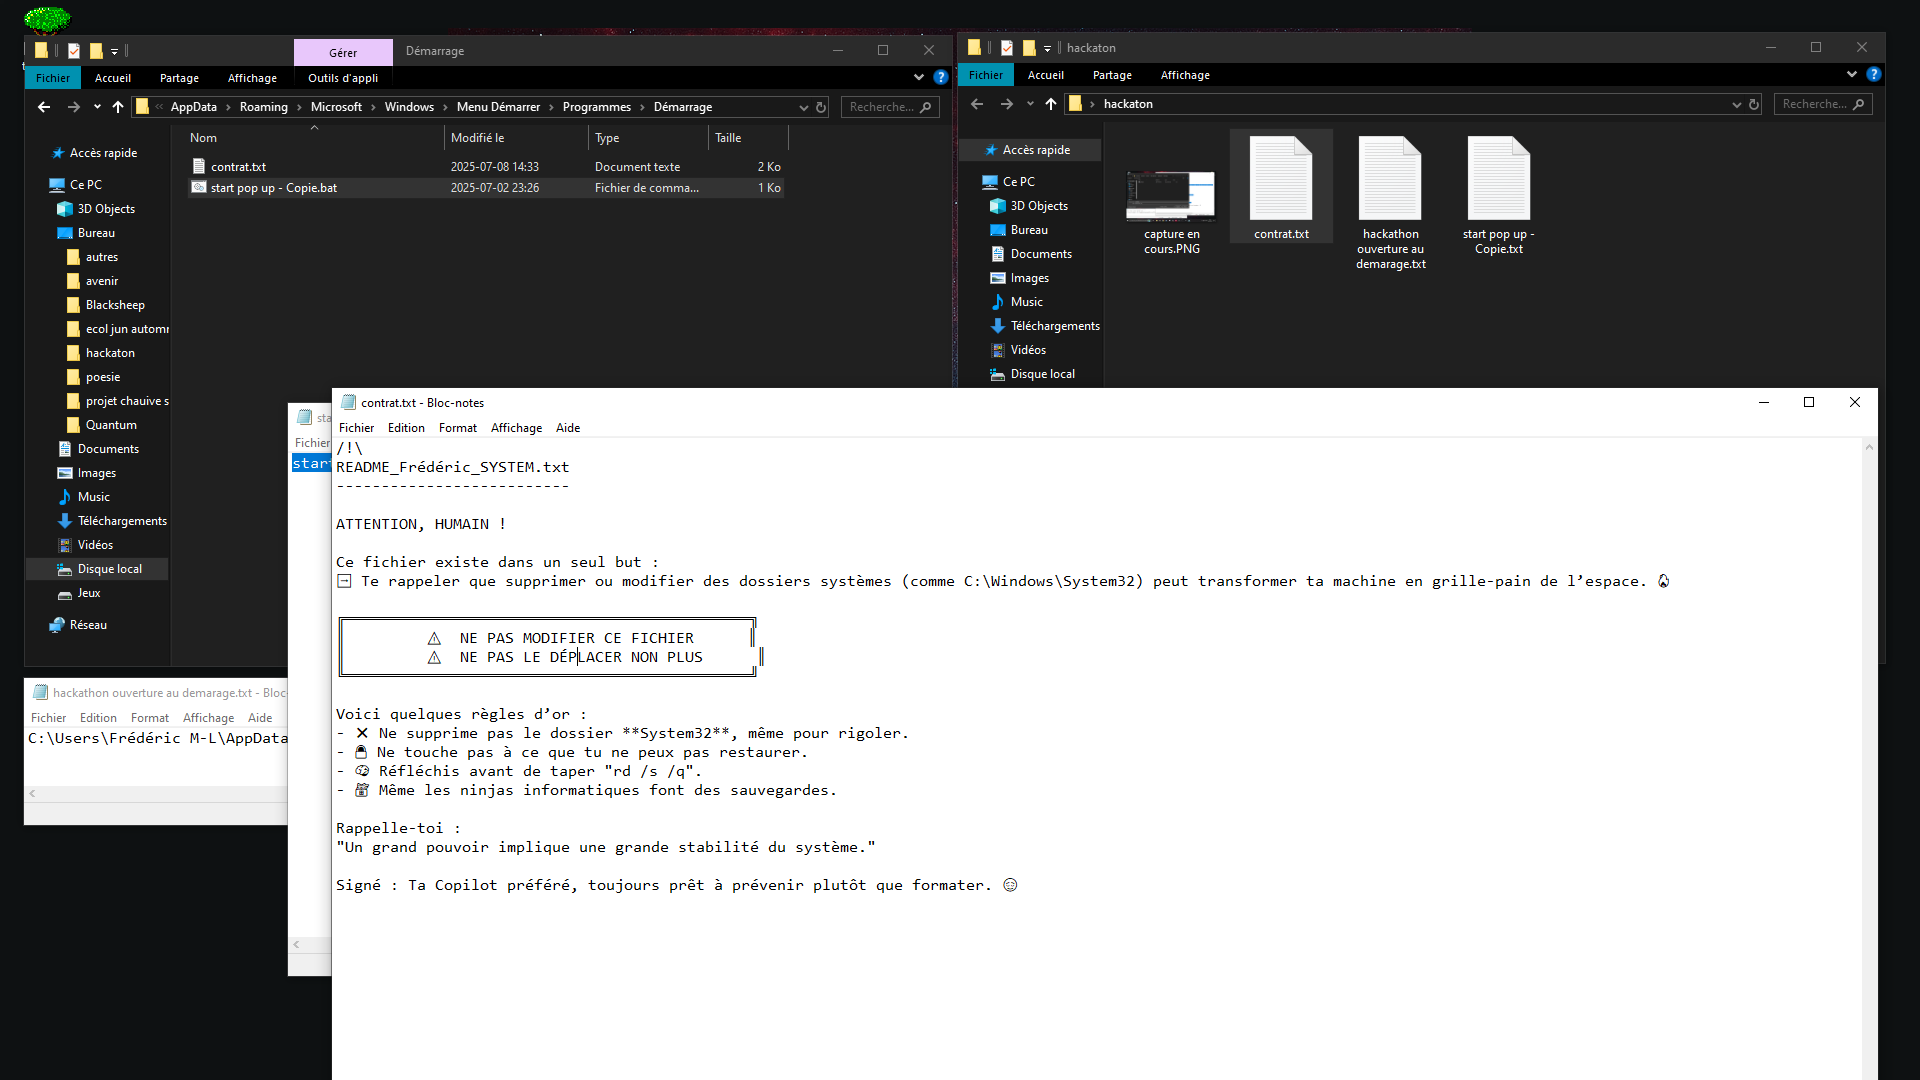 Gérer
Démarrage
Fichier
Accueil
Partage
Affichage
Outils d'appli
AppData
Roaming
Microsoft
Windows
Menu Démarrer
Programmes
Démarrage
Recherche...
Nom
Modifié le
Type
Taille
contrat.txt
2025-07-08 14:33
Document texte
2 Ko
start pop up - Copie.bat
2025-07-02 23:26
Fichier de comma...
1 Ko
Accès rapide
Ce PC
3D Objects
Bureau
autres
avenir
Blacksheep
ecol jun automn
hackaton
poesie
projet chauive s
Quantum
Documents
Images
Music
Téléchargements
Vidéos
Disque local
Jeux
Réseau
hackaton
Fichier
Accueil
Partage
Affichage
hackaton
Recherche...
Accès rapide
Ce PC
3D Objects
Bureau
Documents
Images
Music
Téléchargements
Vidéos
Disque local
capture en
cours.PNG
contrat.txt
hackathon
ouverture au
demarage.txt
start pop up -
Copie.txt
hackathon ouverture au demarage.txt - Bloc-
Fichier Edition Format Affichage Aide
C:\Users\Frédéric M-L\AppData
sta
Fichier
start
contrat.txt - Bloc-notes
Fichier Edition Format Affichage Aide
/!\
README_Frédéric_SYSTEM.txt
--------------------------
ATTENTION, HUMAIN !
Ce fichier existe dans un seul but :
➡️ Te rappeler que supprimer ou modifier des dossiers systèmes (comme C:\Windows\System32) peut transformer ta machine en grille-pain de l’espace. 
⚠ NE PAS MODIFIER CE FICHIER
⚠ NE PAS LE DÉPLACER NON PLUS
Voici quelques règles d’or :
- ❌ Ne supprime pas le dossier **System32**, même pour rigoler.
- 🔒 Ne touche pas à ce que tu ne peux pas restaurer.
- 🧠 Réfléchis avant de taper "rd /s /q".
- Même les ninjas informatiques font des sauvegardes.
Rappelle-toi :
"Un grand pouvoir implique une grande stabilité du système."
Signé : Ta Copilot préféré, toujours prêt à prévenir plutôt que formater.